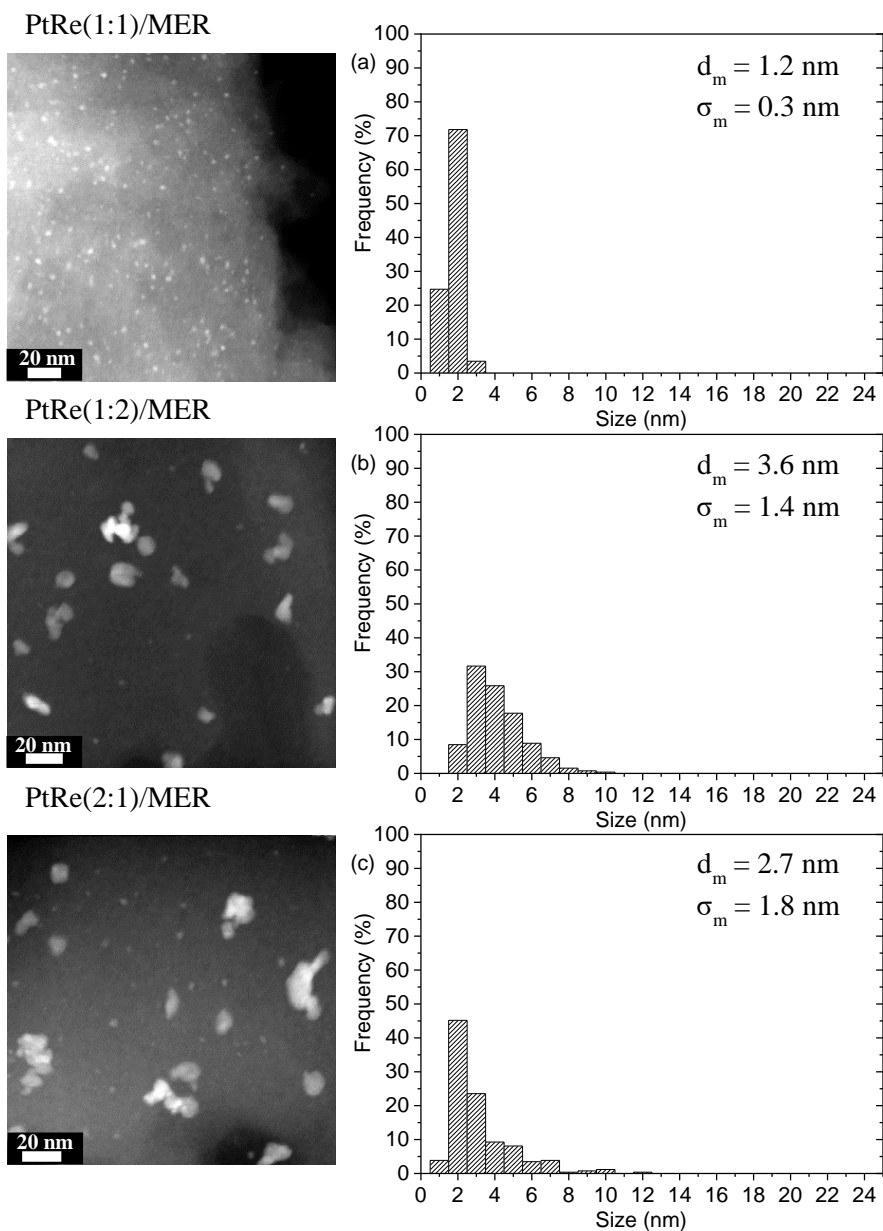 PtRe(1:1)/MER
20 nm
(a)
d_m = 1.2 nm
σ_m = 0.3 nm
Frequency (%)
100
90
80
70
60
50
40
30
20
10
0
0 2 4 6 8 10 12 14 16 18 20 22 24
Size (nm)
PtRe(1:2)/MER
20 nm
(b)
d_m = 3.6 nm
σ_m = 1.4 nm
Frequency (%)
100
90
80
70
60
50
40
30
20
10
0
0 2 4 6 8 10 12 14 16 18 20 22 24
Size (nm)
PtRe(2:1)/MER
20 nm
(c)
d_m = 2.7 nm
σ_m = 1.8 nm
Frequency (%)
100
90
80
70
60
50
40
30
20
10
0
0 2 4 6 8 10 12 14 16 18 20 22 24
Size (nm)